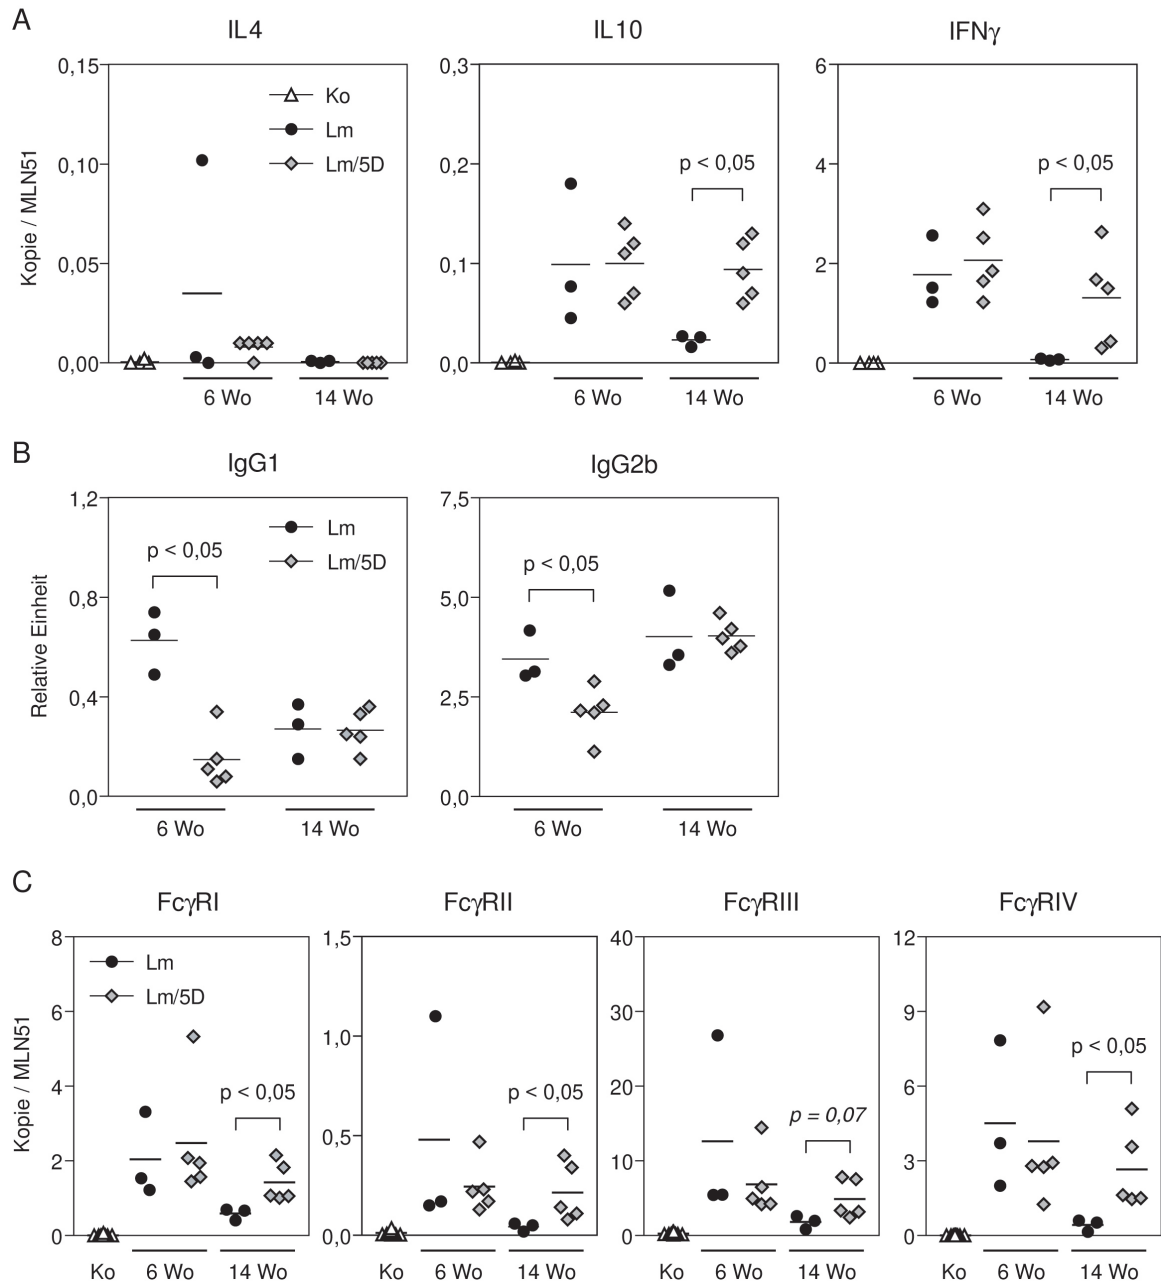 A
IL4 IL10 IFNγ
0,15 0,3 6
Ko
Lm
Lm/5D
0,10 0,2 4
p < 0,05 p < 0,05
Kopie / MLN51
0,05 0,1 2
0,00 0,0 0
6 Wo 14 Wo 6 Wo 14 Wo 6 Wo 14 Wo
B
IgG1 IgG2b
1,2 7,5
Lm
Lm/5D
p < 0,05 p < 0,05
0,8 5,0
Relative Einheit
0,4 2,5
0,0 0,0
6 Wo 14 Wo 6 Wo 14 Wo
C
FcγRI FcγRII FcγRIII FcγRIV
8 1,5 40 12
Lm
Lm/5D
6 1,0 30 9
p < 0,05 p < 0,05 p = 0,07 p < 0,05
Kopie / MLN51
4 0,5 20 6
2 10 3
0 0,0 0 0
Ko 6 Wo 14 Wo Ko 6 Wo 14 Wo Ko 6 Wo 14 Wo Ko 6 Wo 14 Wo